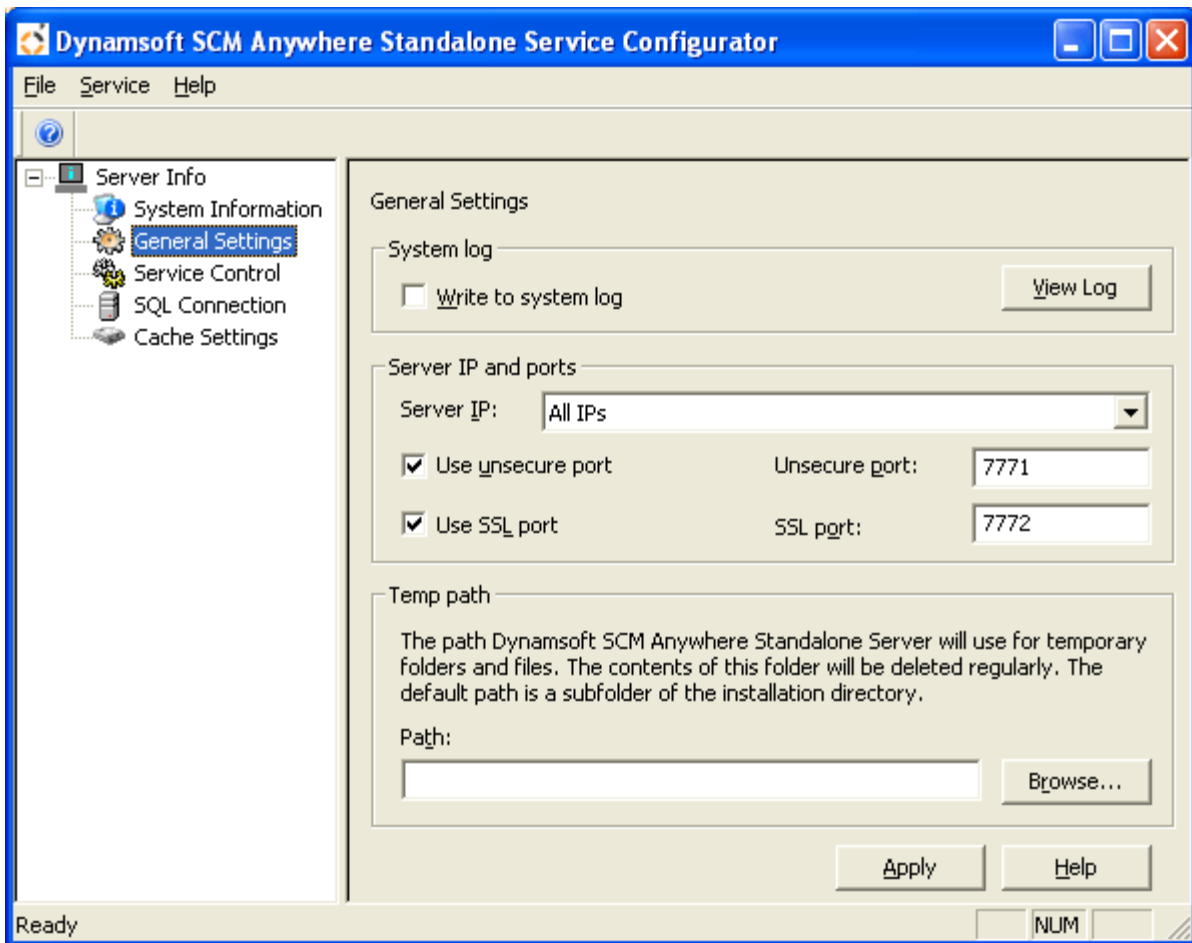 Dynamsoft SCM Anywhere Standalone Service Configurator
File Service Help
Server Info
System Information
General Settings
Service Control
SQL Connection
Cache Settings
General Settings
System log
Write to system log
View Log
Server IP and ports
Server IP: All IPs
Use unsecure port Unsecure port: 7771
Use SSL port SSL port: 7772
Temp path
The path Dynamsoft SCM Anywhere Standalone Server will use for temporary
folders and files. The contents of this folder will be deleted regularly. The
default path is a subfolder of the installation directory.
Path:
Browse...
Apply Help
Ready NUM